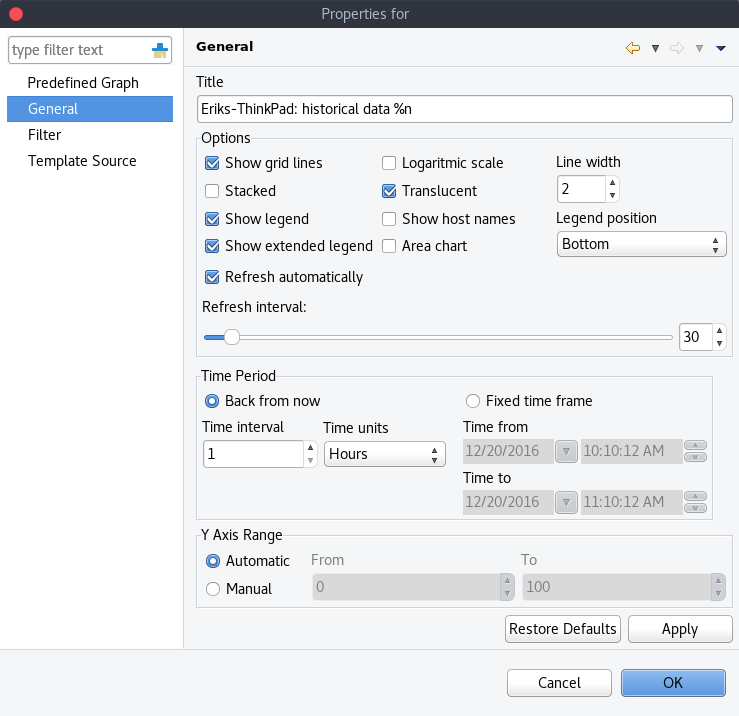 Properties for
type filter text
Predefined Graph
General
Filter
Template Source
General
Title
Eriks-ThinkPad: historical data %n
Options
Show grid lines
Logaritmic scale
Line width
Stacked
Translucent
2
Show legend
Show host names
Legend position
Show extended legend
Area chart
Bottom
Refresh automatically
Refresh interval:
30
Time Period
Back from now
Fixed time frame
Time interval
Time units
Time from
1
Hours
12/20/2016
10:10:12 AM
Time to
12/20/2016
11:10:12 AM
Y Axis Range
Automatic
From
To
Manual
0
100
Restore Defaults
Apply
Cancel
OK